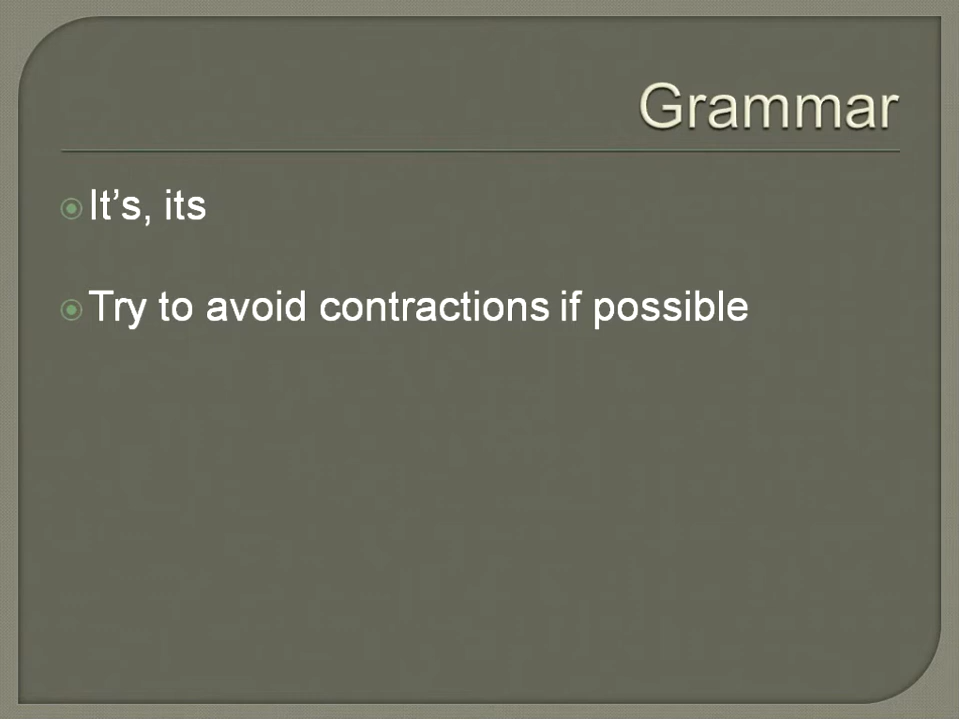 Grammar
It’s, its
Try to avoid contractions if possible